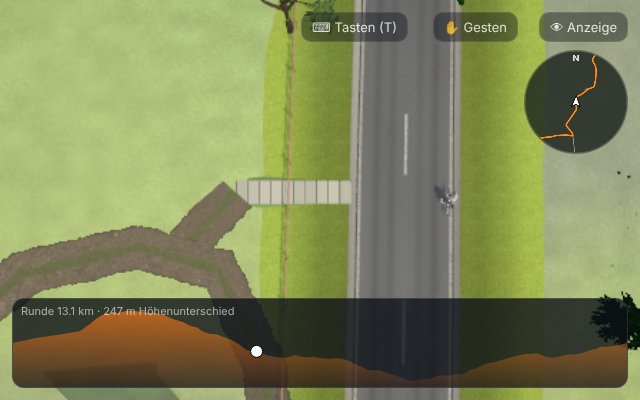 ⌨ Tasten (T)
✋ Gesten
👁 Anzeige
N
Runde 13.1 km · 247 m Höhenunterschied